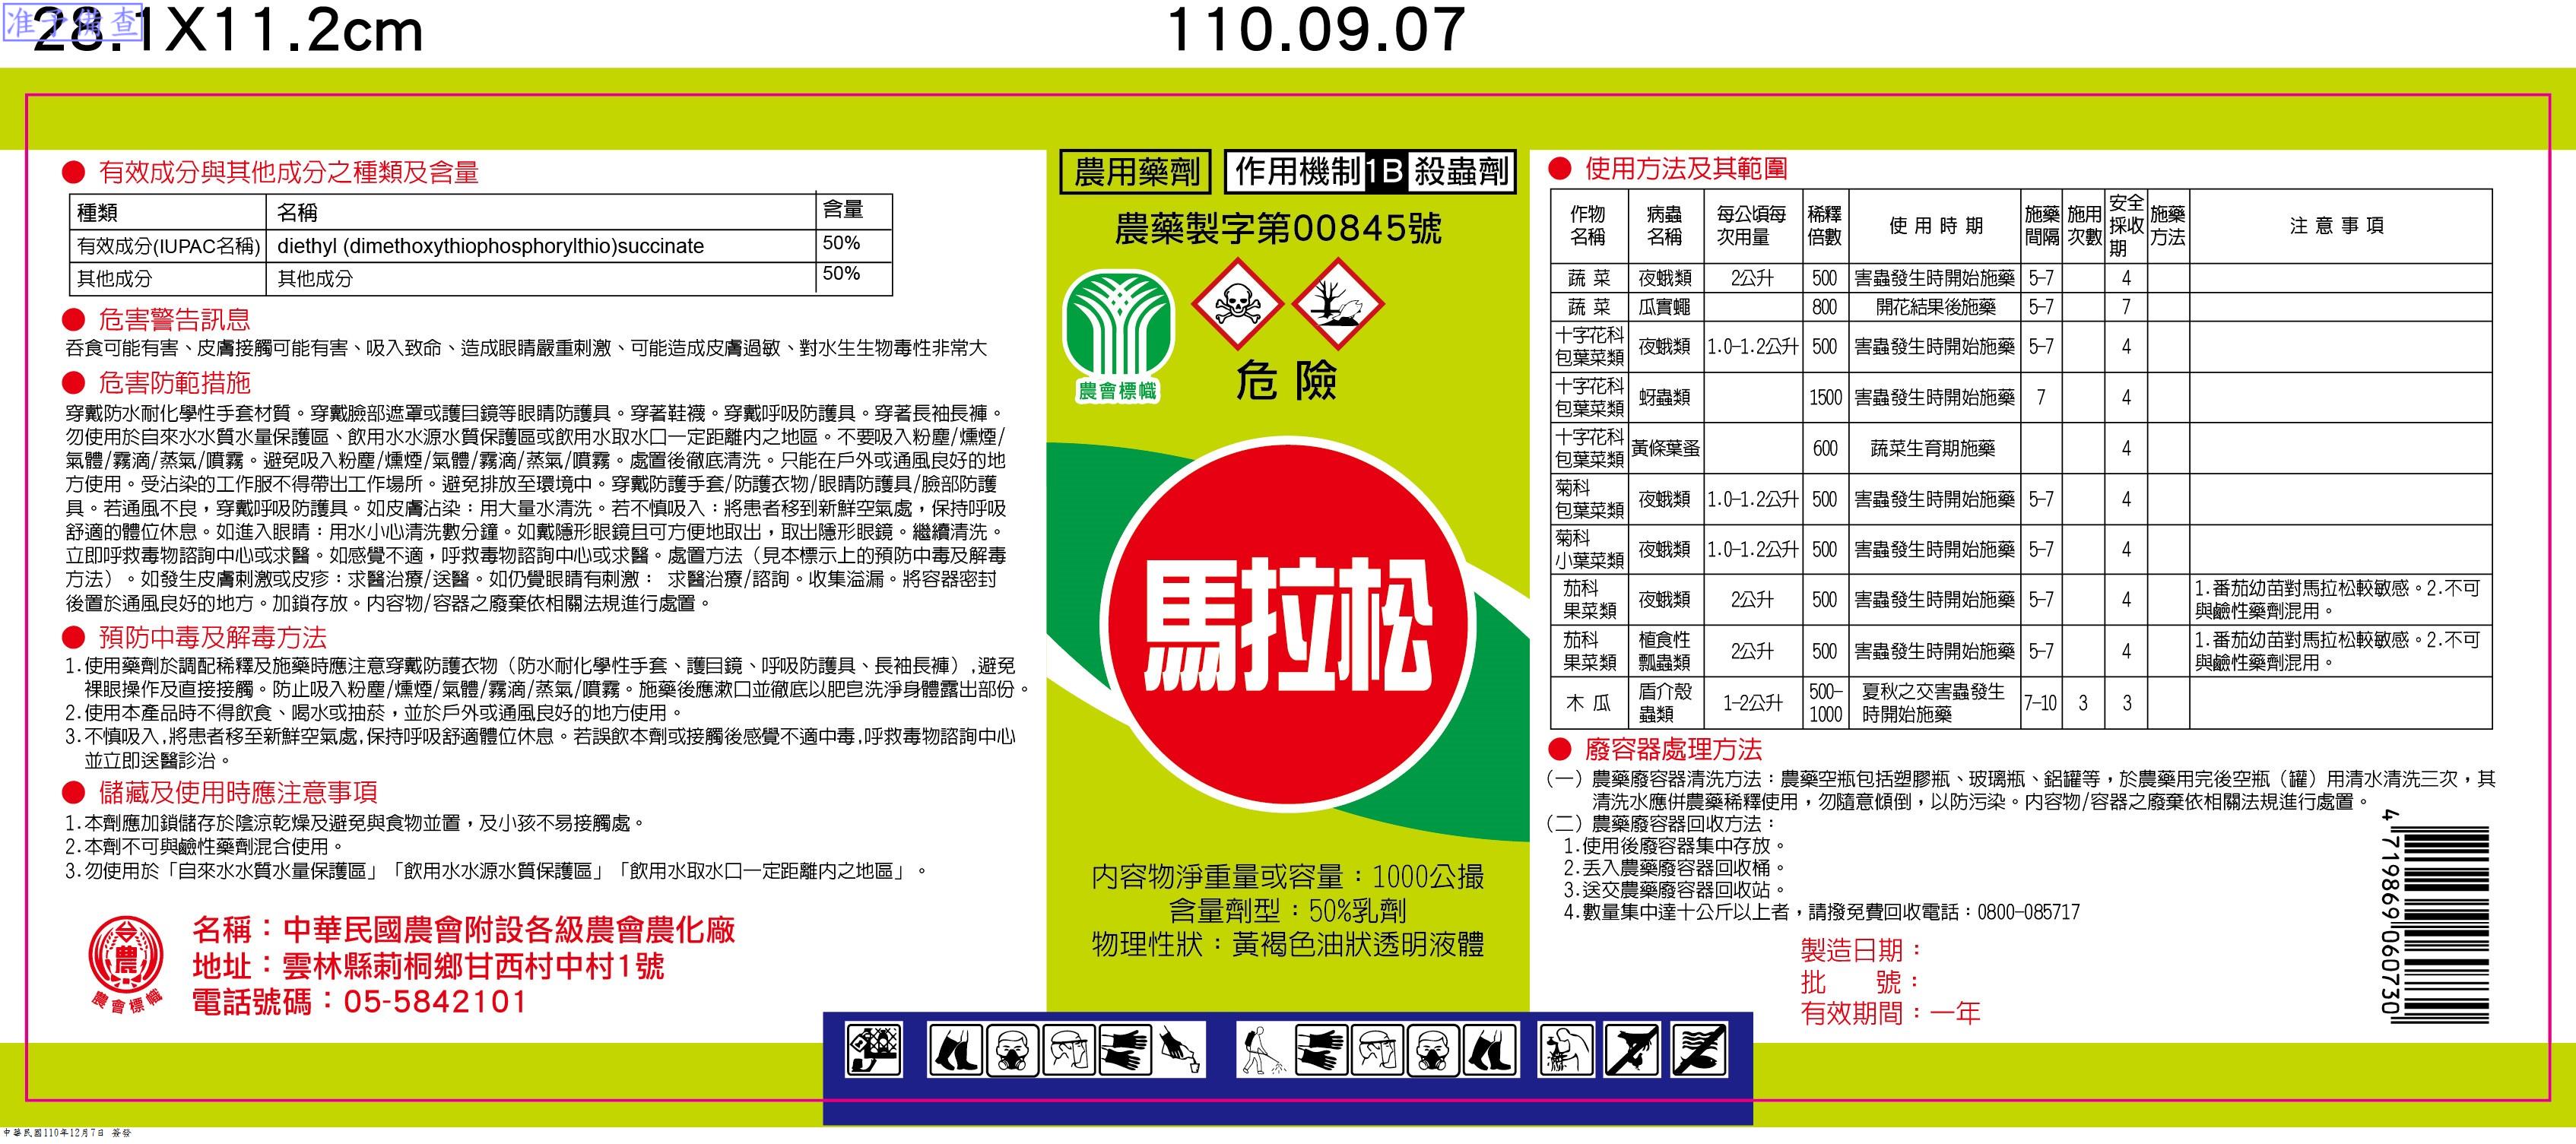 准予備查
28.1X11.2cm
110.09.07
● 有效成分與其他成分之種類及含量
種類 名稱 含量
有效成分(IUPAC名稱) diethyl (dimethoxythiophosphorylthio)succinate 50%
其他成分 其他成分 50%
● 危害警告訊息
吞食可能有害、皮膚接觸可能有害、吸入致命、造成眼睛嚴重刺激、可能造成皮膚過敏、對水生生物毒性非常大
● 危害防範措施
穿戴防水耐化學性手套材質。穿戴臉部遮罩或護目鏡等眼睛防護具。穿著鞋襪。穿戴呼吸防護具。穿著長袖長褲。
勿使用於自來水水質水量保護區、飲用水水源水質保護區或飲用水取水口一定距離內之地區。不要吸入粉塵/燻煙/
氣體/霧滴/蒸氣/噴霧。避免吸入粉塵/燻煙/氣體/霧滴/蒸氣/噴霧。處置後徹底清洗。只能在戶外或通風良好的地
方使用。受沾染的工作服不得帶出工作場所。避免排放至環境中。穿戴防護手套/防護衣物/眼睛防護具/臉部防護
具。若通風不良，穿戴呼吸防護具。如皮膚沾染：用大量水清洗。若不慎吸入：將患者移到新鮮空氣處，保持呼吸
舒適的體位休息。如進入眼睛：用水小心清洗數分鐘。如戴隱形眼鏡且可方便地取出，取出隱形眼鏡。繼續清洗。
立即呼救毒物諮詢中心或求醫。如感覺不適，呼救毒物諮詢中心或求醫。處置方法（見本標示上的預防中毒及解毒
方法）。如發生皮膚刺激或皮疹：求醫治療/送醫。如仍覺眼睛有刺激： 求醫治療/諮詢。收集溢漏。將容器密封
後置於通風良好的地方。加鎖存放。內容物/容器之廢棄依相關法規進行處置。
● 預防中毒及解毒方法
1.使用藥劑於調配稀釋及施藥時應注意穿戴防護衣物（防水耐化學性手套、護目鏡、呼吸防護具、長袖長褲）,避免
裸眼操作及直接接觸。防止吸入粉塵/燻煙/氣體/霧滴/蒸氣/噴霧。施藥後應漱口並徹底以肥皂洗淨身體露出部份。
2.使用本產品時不得飲食、喝水或抽菸，並於戶外或通風良好的地方使用。
3.不慎吸入,將患者移至新鮮空氣處,保持呼吸舒適體位休息。若誤飲本劑或接觸後感覺不適中毒,呼救毒物諮詢中心
並立即送醫診治。
● 儲藏及使用時應注意事項
1.本劑應加鎖儲存於陰涼乾燥及避免與食物並置，及小孩不易接觸處。
2.本劑不可與鹼性藥劑混合使用。
3.勿使用於「自來水水質水量保護區」「飲用水水源水質保護區」「飲用水取水口一定距離內之地區」。
農會標幟
名稱：中華民國農會附設各級農會農化廠
地址：雲林縣莿桐鄉甘西村中村1號
電話號碼：05-5842101
農用藥劑 作用機制1B殺蟲劑
農藥製字第00845號
農會標幟
危險
馬拉松
內容物淨重量或容量：1000公撮
含量劑型：50%乳劑
物理性狀：黃褐色油狀透明液體
● 使用方法及其範圍
作物名稱 病蟲名稱 每公頃每次用量 稀釋倍數 使用時期 施藥間隔 施用次數 安全採收期 施藥方法 注意事項
蔬菜 夜蛾類 2公升 500 害蟲發生時開始施藥 5-7 4
蔬菜 瓜實蠅 800 開花結果後施藥 5-7 7
十字花科包葉菜類 夜蛾類 1.0-1.2公升 500 害蟲發生時開始施藥 5-7 4
十字花科包葉菜類 蚜蟲類 1500 害蟲發生時開始施藥 7 4
十字花科包葉菜類 黃條葉蚤 600 蔬菜生育期施藥 4
菊科包葉菜類 夜蛾類 1.0-1.2公升 500 害蟲發生時開始施藥 5-7 4
菊科小葉菜類 夜蛾類 1.0-1.2公升 500 害蟲發生時開始施藥 5-7 4
茄科果菜類 夜蛾類 2公升 500 害蟲發生時開始施藥 5-7 4 1.番茄幼苗對馬拉松較敏感。2.不可與鹼性藥劑混用。
茄科果菜類 植食性瓢蟲類 2公升 500 害蟲發生時開始施藥 5-7 4 1.番茄幼苗對馬拉松較敏感。2.不可與鹼性藥劑混用。
木瓜 盾介殼蟲類 1-2公升 500-1000 夏秋之交害蟲發生時開始施藥 7-10 3 3
● 廢容器處理方法
（一）農藥廢容器清洗方法：農藥空瓶包括塑膠瓶、玻璃瓶、鋁罐等，於農藥用完後空瓶（罐）用清水清洗三次，其
清洗水應併農藥稀釋使用，勿隨意傾倒，以防污染。內容物/容器之廢棄依相關法規進行處置。
（二）農藥廢容器回收方法：
1.使用後廢容器集中存放。
2.丟入農藥廢容器回收桶。
3.送交農藥廢容器回收站。
4.數量集中達十公斤以上者，請撥免費回收電話：0800-085717
製造日期：
批 號：
有效期間：一年
4 719869 060730
中華民國110年12月7日 簽發